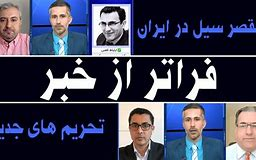 مقصر سیل در ایران
فراتر از خبر
تحریم های جدید